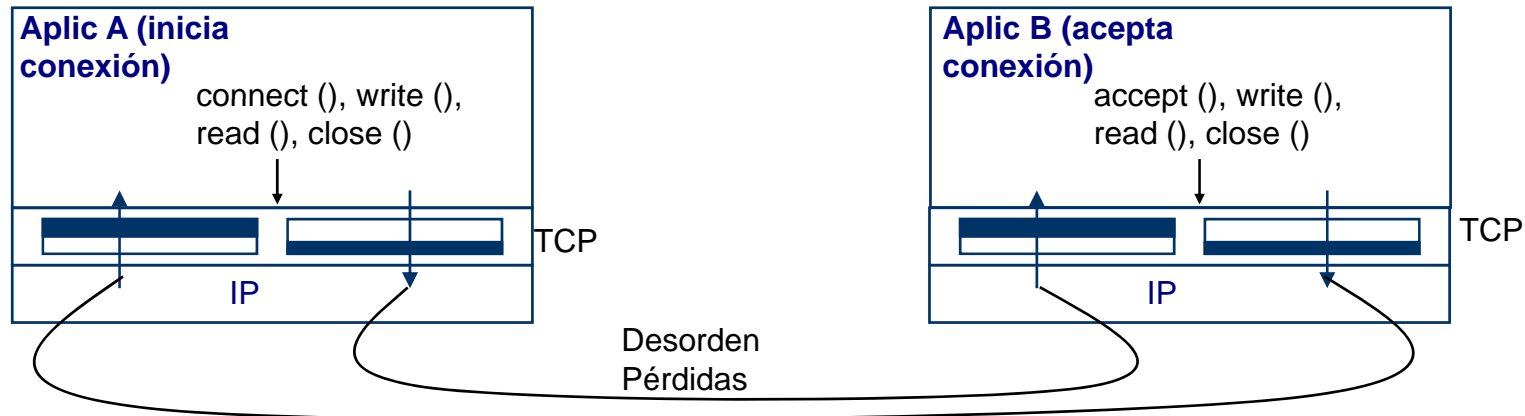 Aplic A (inicia
conexión)
connect (), write (),
read (), close ()
TCP
IP
Aplic B (acepta
conexión)
accept (), write (),
read (), close ()
TCP
IP
Desorden
Pérdidas